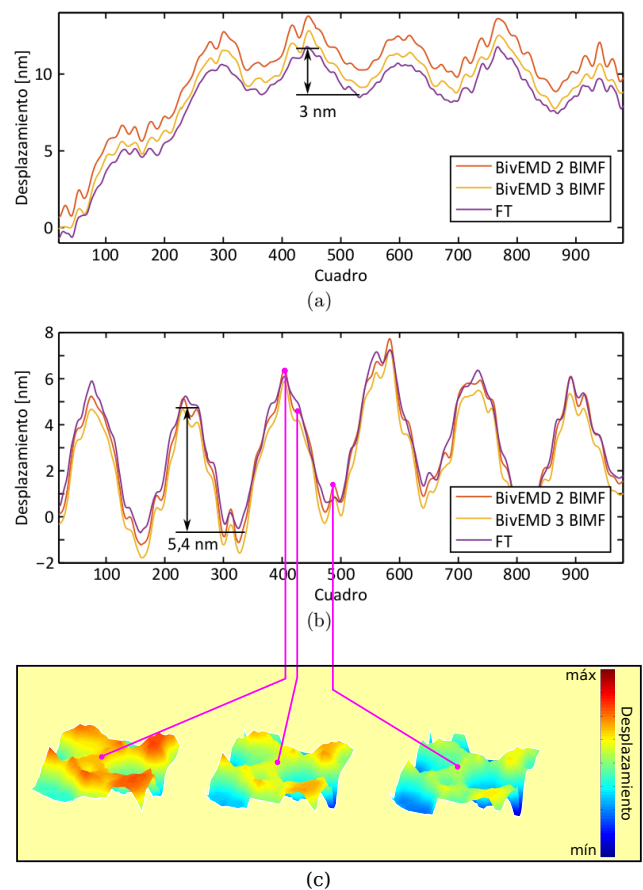 Desplazamiento [nm]
10
5
0
3 nm
BivEMD 2 BIMF
BivEMD 3 BIMF
FT
100 200 300 400 500 600 700 800 900
Cuadro
(a)
Desplazamiento [nm]
8
6
4
2
0
−2
5,4 nm
BivEMD 2 BIMF
BivEMD 3 BIMF
FT
100 200 300 400 500 600 700 800 900
Cuadro
(b)
máx
Desplazamiento
mín
(c)